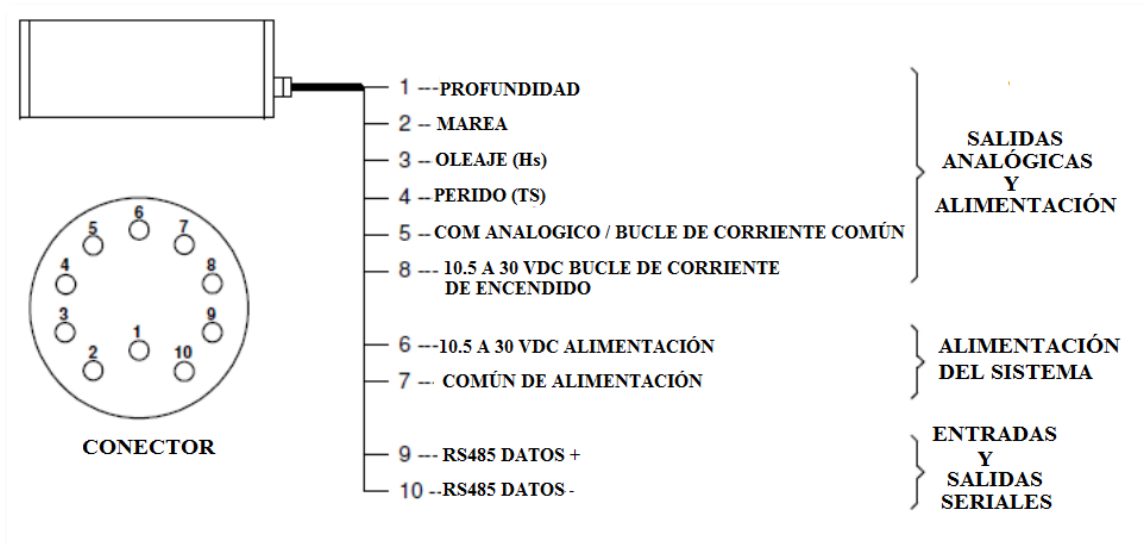 1 --- PROFUNDIDAD
2 -- MAREA
3 -- OLEAJE (Hs)
4 -- PERIDO (TS)
5 -- COM ANALOGICO / BUCLE DE CORRIENTE COMÚN
8 --- 10.5 A 30 VDC BUCLE DE CORRIENTE
DE ENCENDIDO
SALIDAS
ANALÓGICAS
Y
ALIMENTACIÓN
6 --- 10.5 A 30 VDC ALIMENTACIÓN
7 -- COMÚN DE ALIMENTACIÓN
ALIMENTACIÓN
DEL SISTEMA
9 --- RS485 DATOS +
10 -- RS485 DATOS -
ENTRADAS
Y
SALIDAS
SERIALES
6
5
7
4
8
3
9
1
2
10
CONECTOR